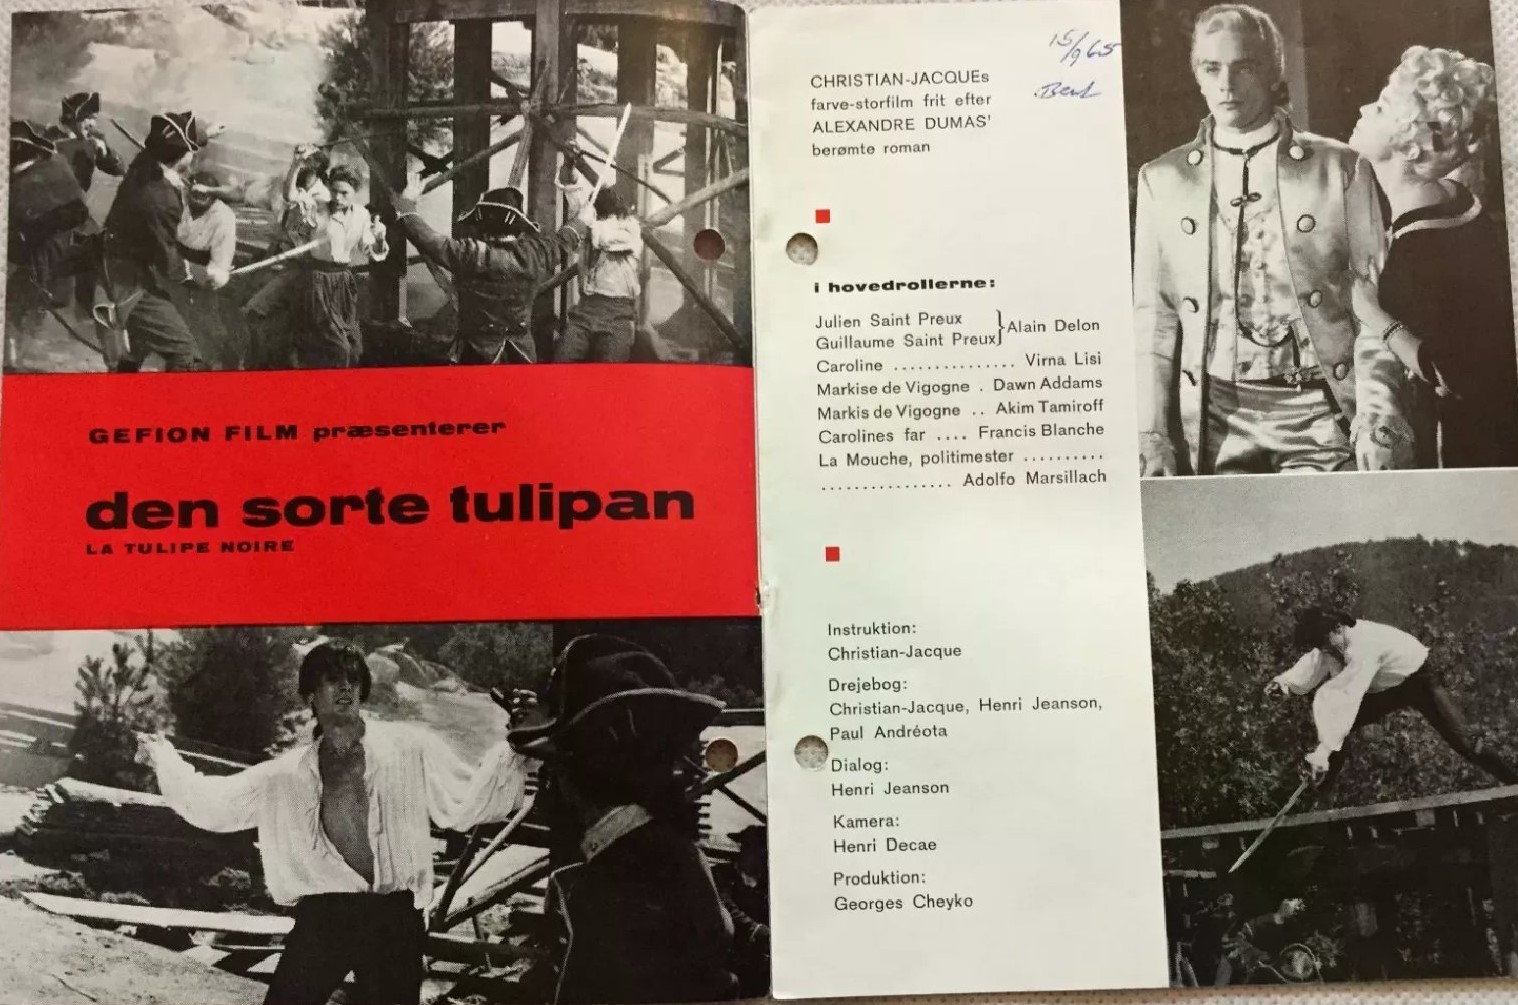 GEFION FILM præsenterer
den sorte tulipan
LA TULIPE NOIRE
15/9 65
CHRISTIAN-JACQUEs
farve-storfilm frit efter
ALEXANDRE DUMAS'
berømte roman
i hovedrollerne:
Julien Saint Preux
Guillaume Saint Preux } Alain Delon
Caroline ............... Virna Lisi
Markise de Vigogne . Dawn Addams
Markis de Vigogne .. Akim Tamiroff
Carolines far .... Francis Blanche
La Mouche, politimester ..........
................ Adolfo Marsillach
Instruktion:
Christian-Jacque
Drejebog:
Christian-Jacque, Henri Jeanson,
Paul Andréota
Dialog:
Henri Jeanson
Kamera:
Henri Decae
Produktion:
Georges Cheyko